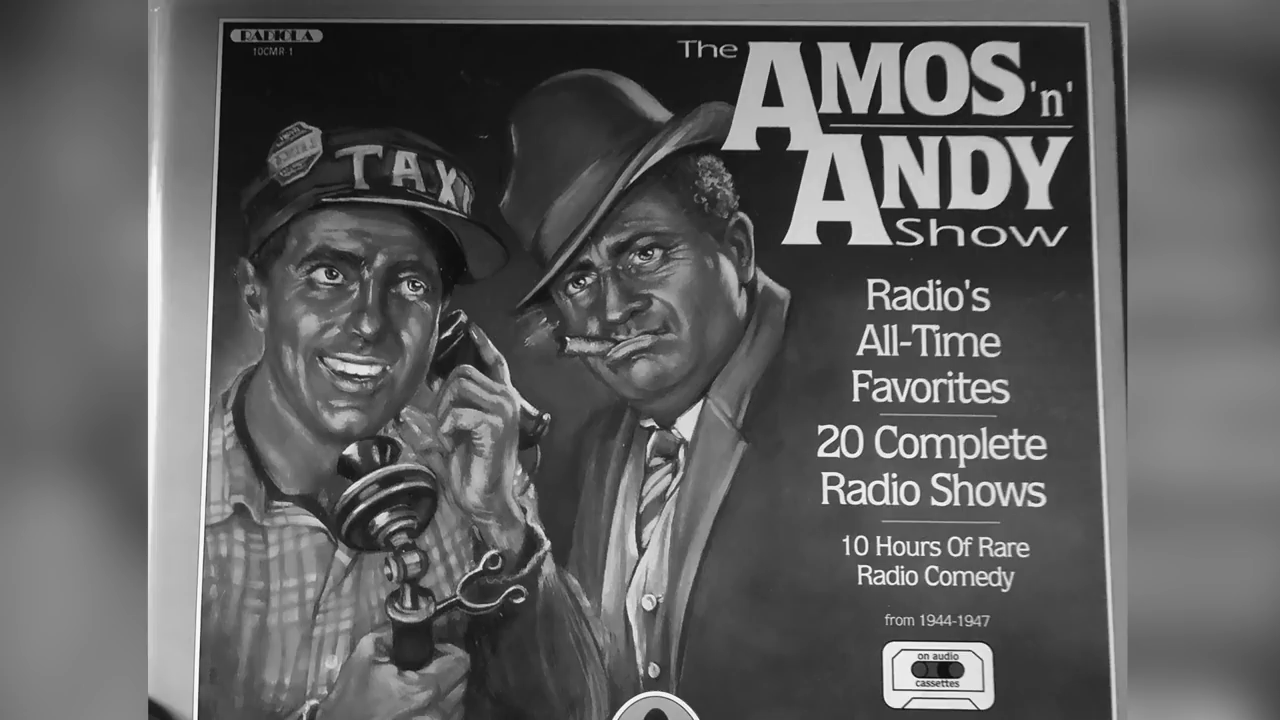 RADIOLA
10CMR-1
TAXI
The AMOS 'n'
ANDY
Show
Radio's
All-Time
Favorites
20 Complete
Radio Shows
10 Hours Of Rare
Radio Comedy
from 1944-1947
on audio
cassettes